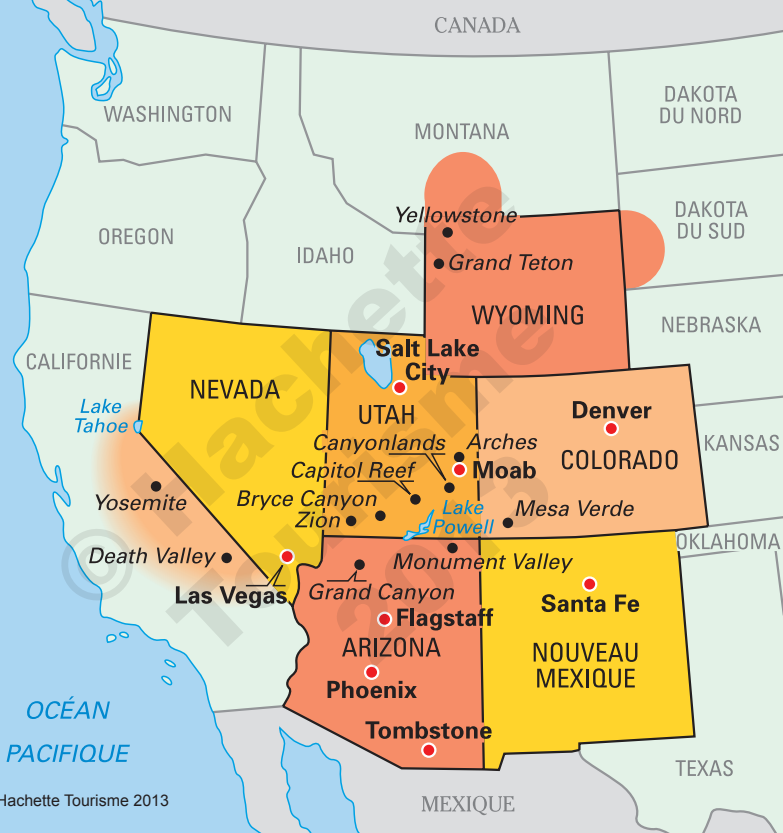 CANADA
WASHINGTON
MONTANA
DAKOTA
DU NORD
OREGON
IDAHO
Yellowstone
Grand Teton
DAKOTA
DU SUD
WYOMING
NEBRASKA
CALIFORNIE
NEVADA
Salt Lake
City
UTAH
Lake
Tahoe
Denver
COLORADO
KANSAS
Canyonlands
Arches
Capitol Reef
Moab
Yosemite
Bryce Canyon
Zion
Lake
Powell
Mesa Verde
Death Valley
Monument Valley
OKLAHOMA
Las Vegas
Grand Canyon
Flagstaff
Santa Fe
ARIZONA
NOUVEAU
MEXIQUE
Phoenix
Tombstone
OCÉAN
PACIFIQUE
TEXAS
MEXIQUE
Hachette Tourisme 2013
© Hachette
Tourisme
2013